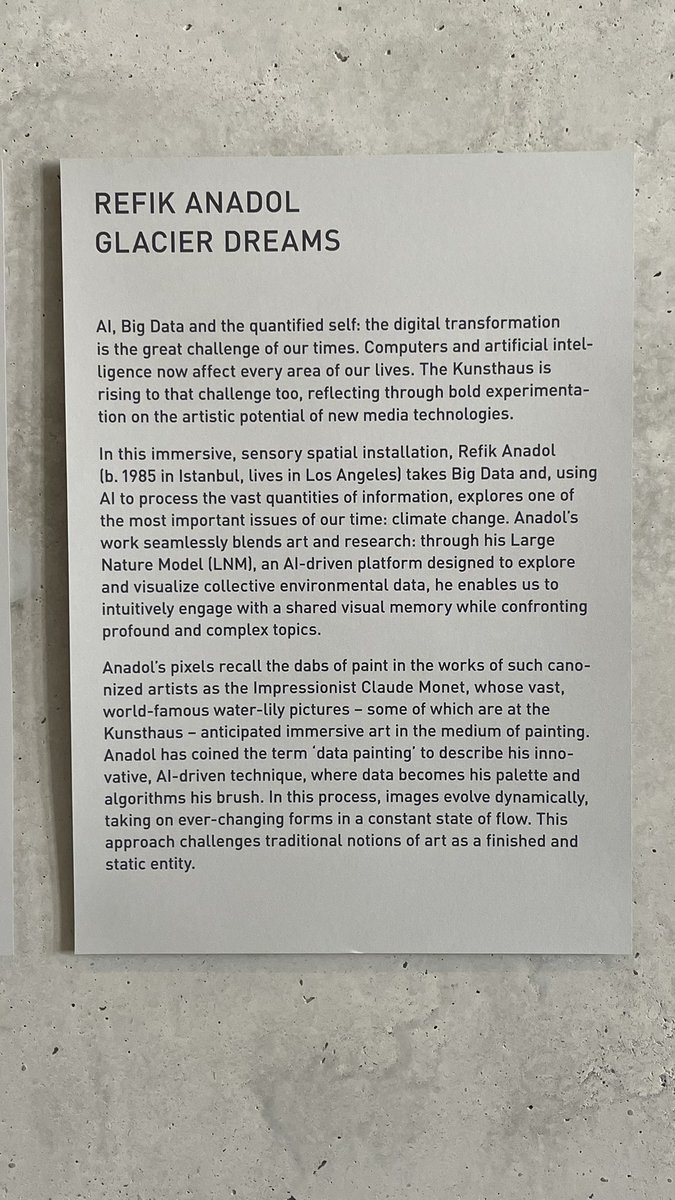 REFIK ANADOL
GLACIER DREAMS
AI, Big Data and the quantified self: the digital transformation
is the great challenge of our times. Computers and artificial intel-
ligence now affect every area of our lives. The Kunsthaus is
rising to that challenge too, reflecting through bold experimenta-
tion on the artistic potential of new media technologies.
In this immersive, sensory spatial installation, Refik Anadol
(b. 1985 in Istanbul, lives in Los Angeles) takes Big Data and, using
AI to process the vast quantities of information, explores one of
the most important issues of our time: climate change. Anadol’s
work seamlessly blends art and research: through his Large
Nature Model (LNM), an AI-driven platform designed to explore
and visualize collective environmental data, he enables us to
intuitively engage with a shared visual memory while confronting
profound and complex topics.
Anadol’s pixels recall the dabs of paint in the works of such cano-
nized artists as the Impressionist Claude Monet, whose vast,
world-famous water-lily pictures – some of which are at the
Kunsthaus – anticipated immersive art in the medium of painting.
Anadol has coined the term ‘data painting’ to describe his inno-
vative, AI-driven technique, where data becomes his palette and
algorithms his brush. In this process, images evolve dynamically,
taking on ever-changing forms in a constant state of flow. This
approach challenges traditional notions of art as a finished and
static entity.